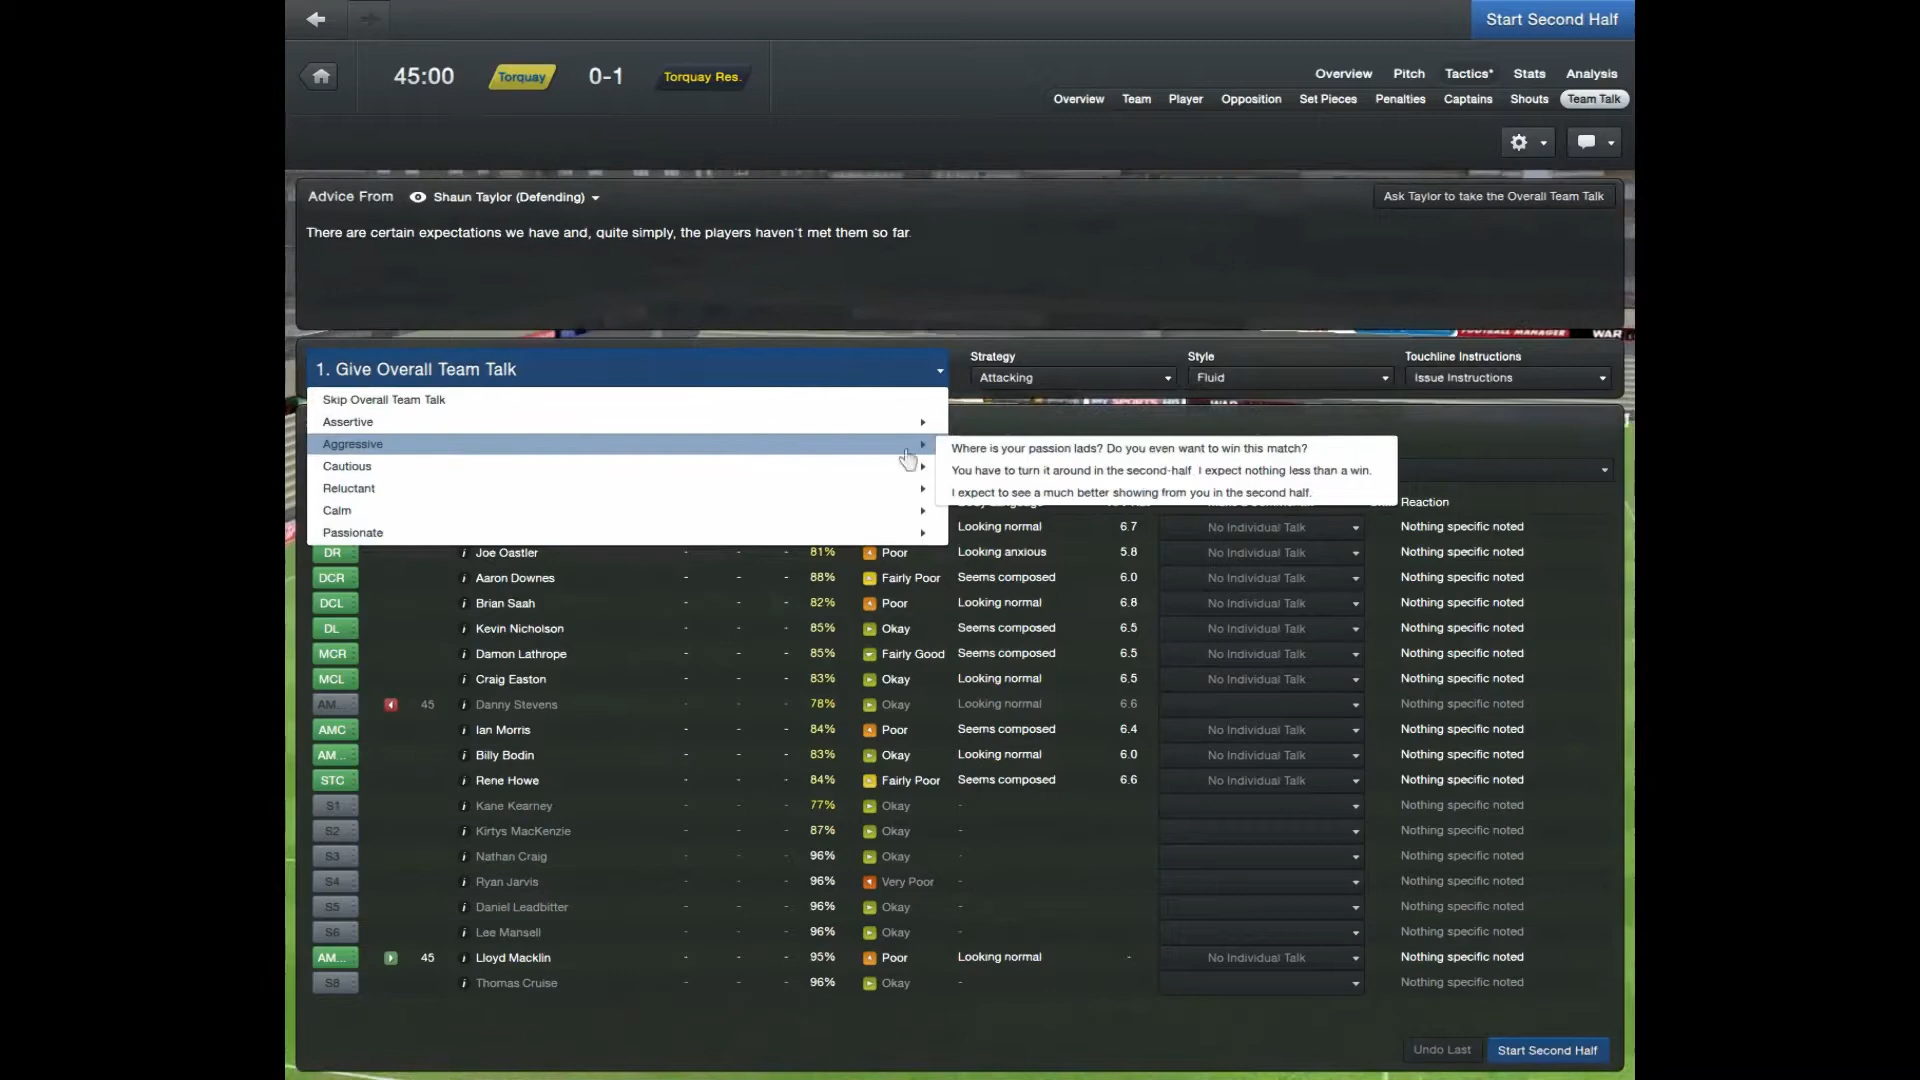 Start Second Half
45:00 Torquay 0-1 Torquay Res.
Overview Pitch Tactics* Stats Analysis
Overview Team Player Opposition Set Pieces Penalties Captains Shouts Team Talk
Advice From Shaun Taylor (Defending) Ask Taylor to take the Overall Team Talk
There are certain expectations we have and, quite simply, the players haven't met them so far.
FOOTBALL MANAGER WAR
1. Give Overall Team Talk
Strategy Style Touchline Instructions
Attacking Fluid Issue Instructions
Skip Overall Team Talk
Assertive
Aggressive
Cautious
Reluctant
Calm
Passionate
Where is your passion lads? Do you even want to win this match?
You have to turn it around in the second-half I expect nothing less than a win.
I expect to see a much better showing from you in the second half.
Reaction
Looking normal 6.7 No Individual Talk Nothing specific noted
DR i Joe Oastler - - - 81% Poor Looking anxious 5.8 No Individual Talk Nothing specific noted
DCR i Aaron Downes - - - 88% Fairly Poor Seems composed 6.0 No Individual Talk Nothing specific noted
DCL i Brian Saah - - - 82% Poor Looking normal 6.8 No Individual Talk Nothing specific noted
DL i Kevin Nicholson - - - 85% Okay Seems composed 6.5 No Individual Talk Nothing specific noted
MCR i Damon Lathrope - - - 85% Fairly Good Seems composed 6.5 No Individual Talk Nothing specific noted
MCL i Craig Easton - - - 83% Okay Looking normal 6.5 No Individual Talk Nothing specific noted
AM... 45 i Danny Stevens - - - 78% Okay Looking normal 6.6 Nothing specific noted
AMC i Ian Morris - - - 84% Poor Seems composed 6.4 No Individual Talk Nothing specific noted
AM... i Billy Bodin - - - 83% Okay Looking normal 6.0 No Individual Talk Nothing specific noted
STC i Rene Howe - - - 84% Fairly Poor Seems composed 6.6 No Individual Talk Nothing specific noted
S1 i Kane Kearney - - - 77% Okay - Nothing specific noted
S2 i Kirtys MacKenzie - - - 87% Okay - Nothing specific noted
S3 i Nathan Craig - - - 96% Okay - Nothing specific noted
S4 i Ryan Jarvis - - - 96% Very Poor - Nothing specific noted
S5 i Daniel Leadbitter - - - 96% Okay - Nothing specific noted
S6 i Lee Mansell - - - 96% Okay - Nothing specific noted
AM... 45 i Lloyd Macklin - - - 95% Poor Looking normal - No Individual Talk Nothing specific noted
S8 i Thomas Cruise - - - 96% Okay - Nothing specific noted
Undo Last Start Second Half